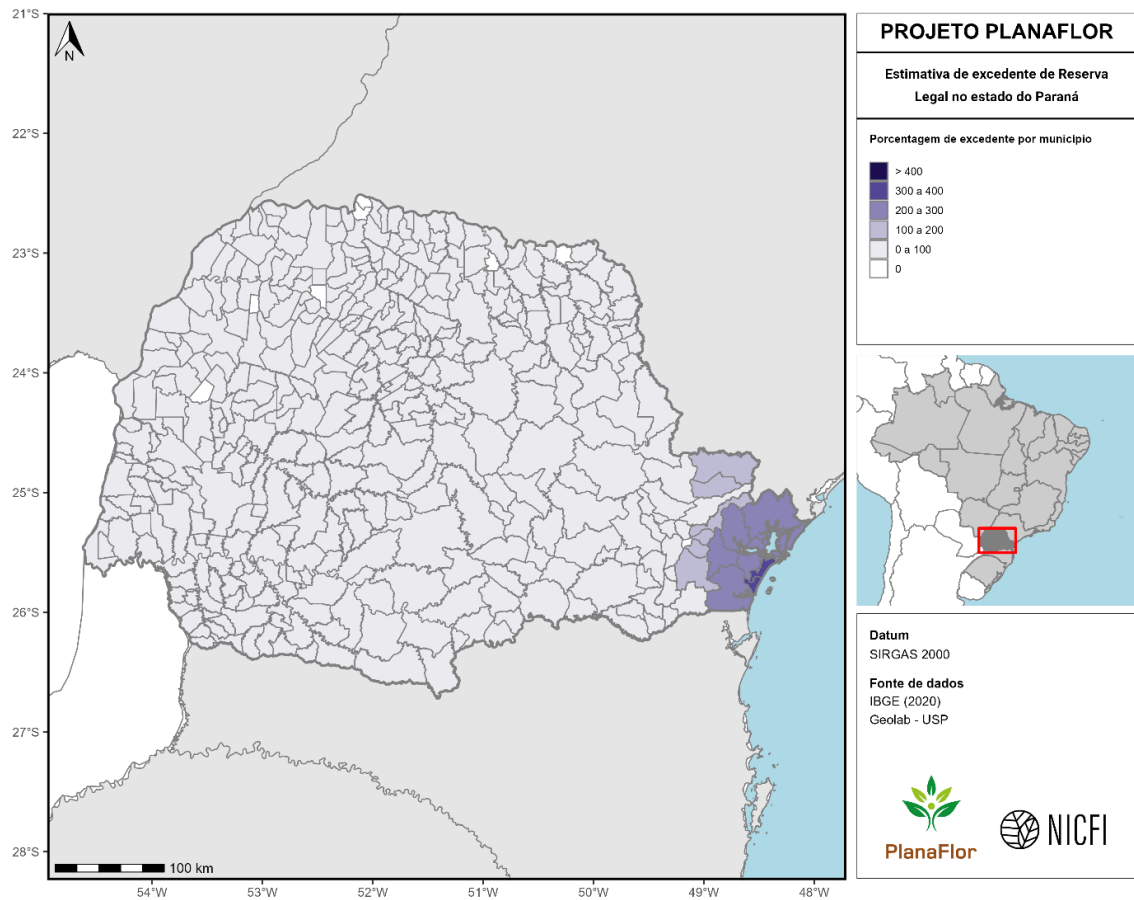 21°S
22°S
23°S
24°S
25°S
26°S
27°S
28°S
N
100 km
54°W
53°W
52°W
51°W
50°W
49°W
48°W
PROJETO PLANAFLOR
Estimativa de excedente de Reserva
Legal no estado do Paraná
Porcentagem de excedente por municipio
> 400
300 a 400
200 a 300
100 a 200
0 a 100
0
Datum
SIRGAS 2000
Fonte de dados
IBGE (2020)
Geolab - USP
PlanaFlor
NICFI